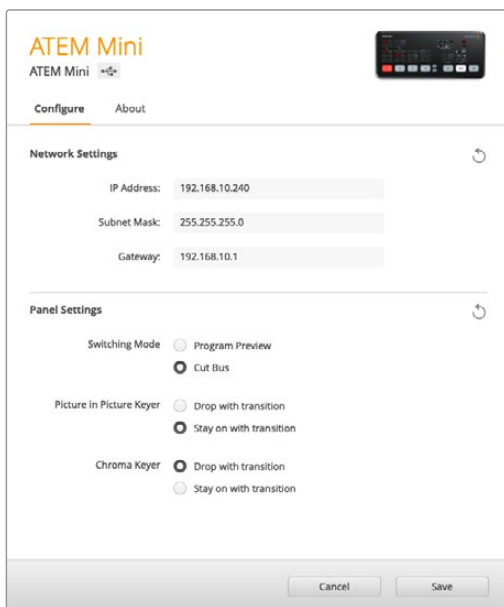 ATEM Mini
ATEM Mini
Configure About
Network Settings
IP Address: 192.168.10.240
Subnet Mask: 255.255.255.0
Gateway: 192.168.10.1
Panel Settings
Switching Mode Program Preview
Cut Bus
Picture in Picture Keyer Drop with transition
Stay on with transition
Chroma Keyer Drop with transition
Stay on with transition
Cancel Save